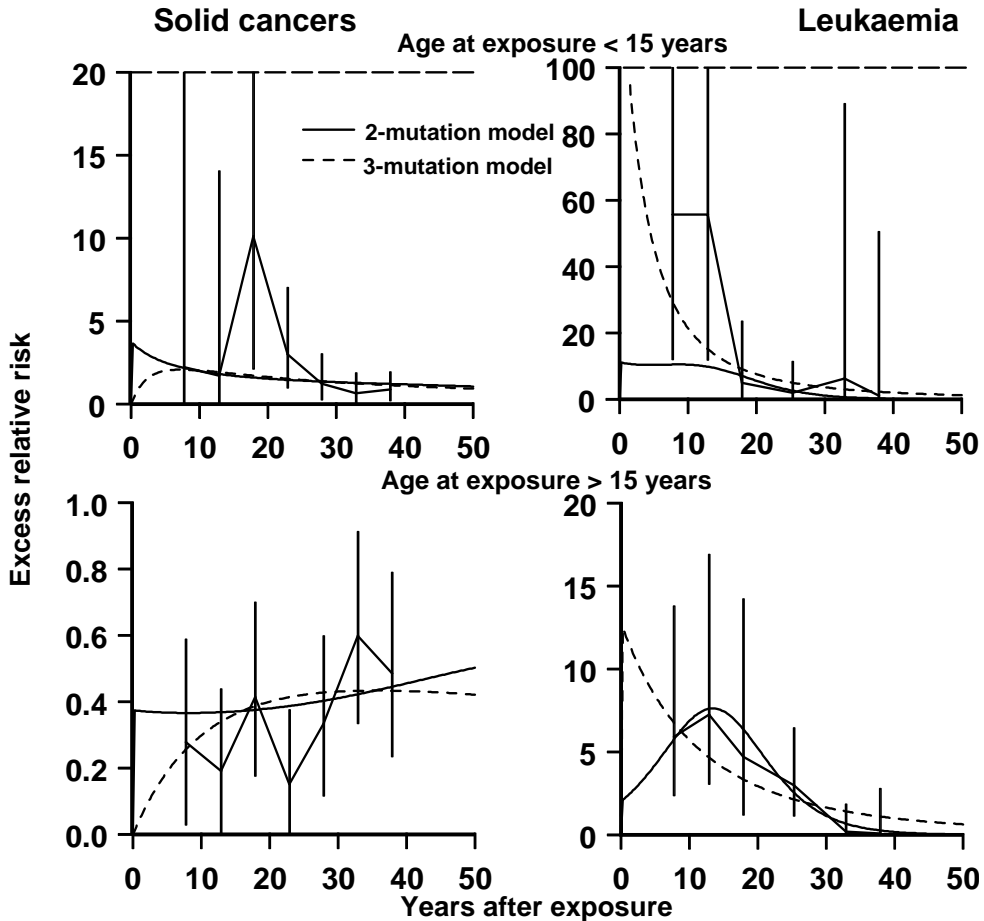 Solid cancers
Leukaemia
Age at exposure < 15 years
20
15
10
5
0
0 10 20 30 40 50
2-mutation model
3-mutation model
100
80
60
40
20
0
0 10 20 30 40 50
Excess relative risk
Age at exposure > 15 years
1.0
0.8
0.6
0.4
0.2
0.0
0 10 20 30 40 50
20
15
10
5
0
0 10 20 30 40 50
Years after exposure